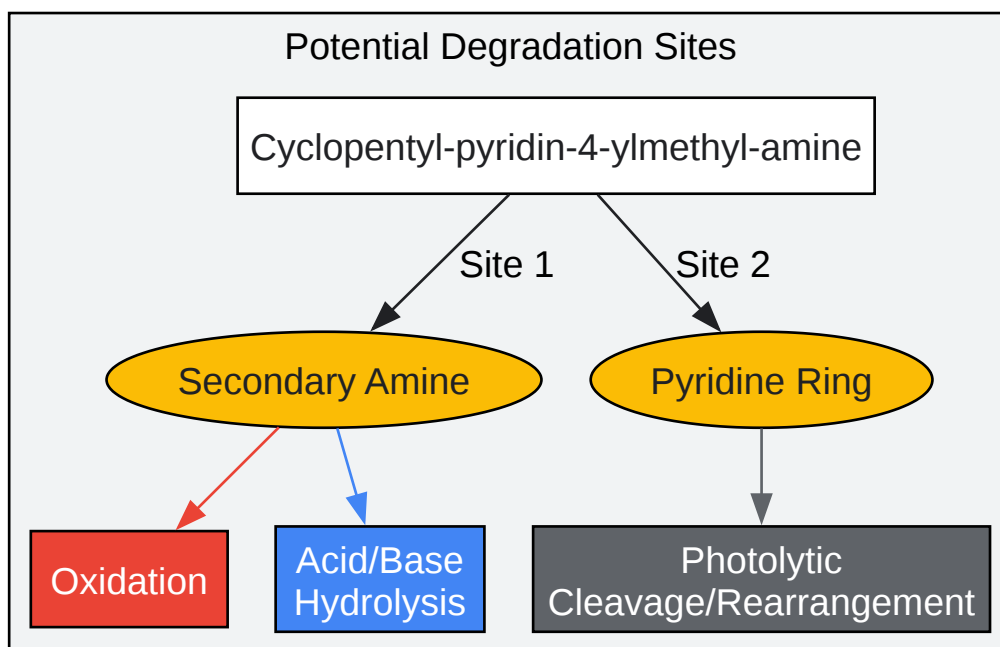 Potential Degradation Sites
Cyclopentyl-pyridin-4-ylmethyl-amine
Site 1
Site 2
Secondary Amine
Pyridine Ring
Oxidation
Acid/Base
Hydrolysis
Photolytic
Cleavage/Rearrangement